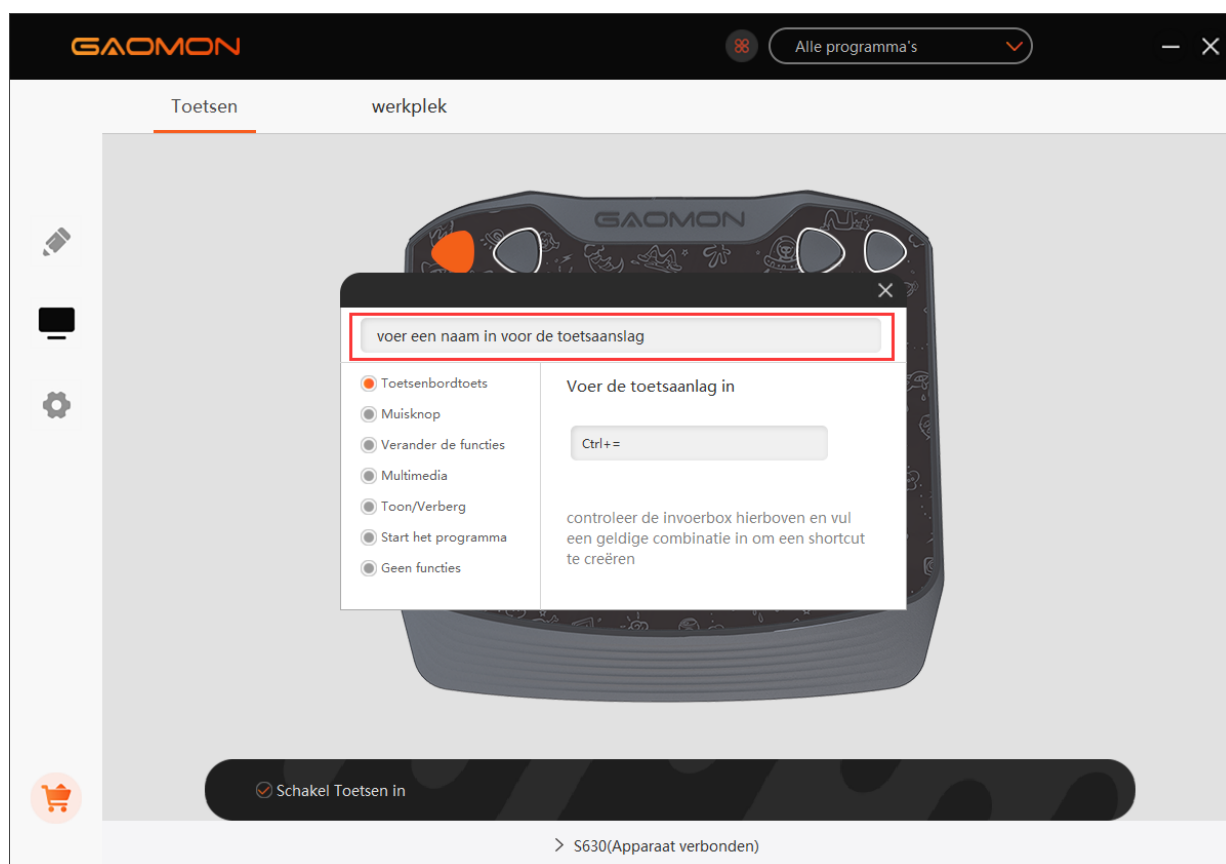 GAOMON
Alle programma's
Toetsen
werkplek
GAOMON
voer een naam in voor de toetsaanslag
Toetsenbordtoets
Muisknop
Verander de functies
Multimedia
Toon/Verberg
Start het programma
Geen functies
Voer de toetsaanlag in
Ctrl+=
controleer de invoerbox hierboven en vul
een geldige combinatie in om een shortcut
te creëren
Schakel Toetsen in
S630(Apparaat verbonden)